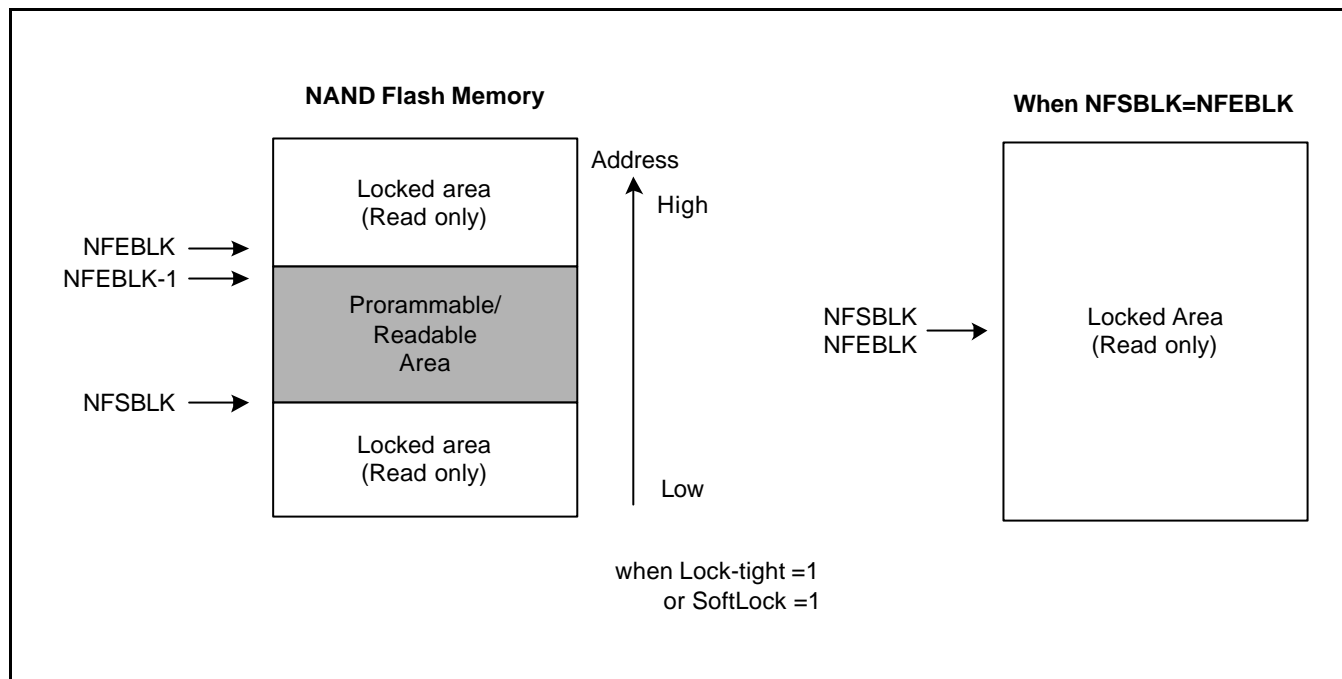 NAND Flash Memory
Locked area
(Read only)
Address
High
NFEBLK
NFEBLK-1
Prorammable/
Readable
Area
NFSBLK
Locked area
(Read only)
Low
when Lock-tight =1
or SoftLock =1
When NFSBLK=NFEBLK
NFSBLK
NFEBLK
Locked Area
(Read only)